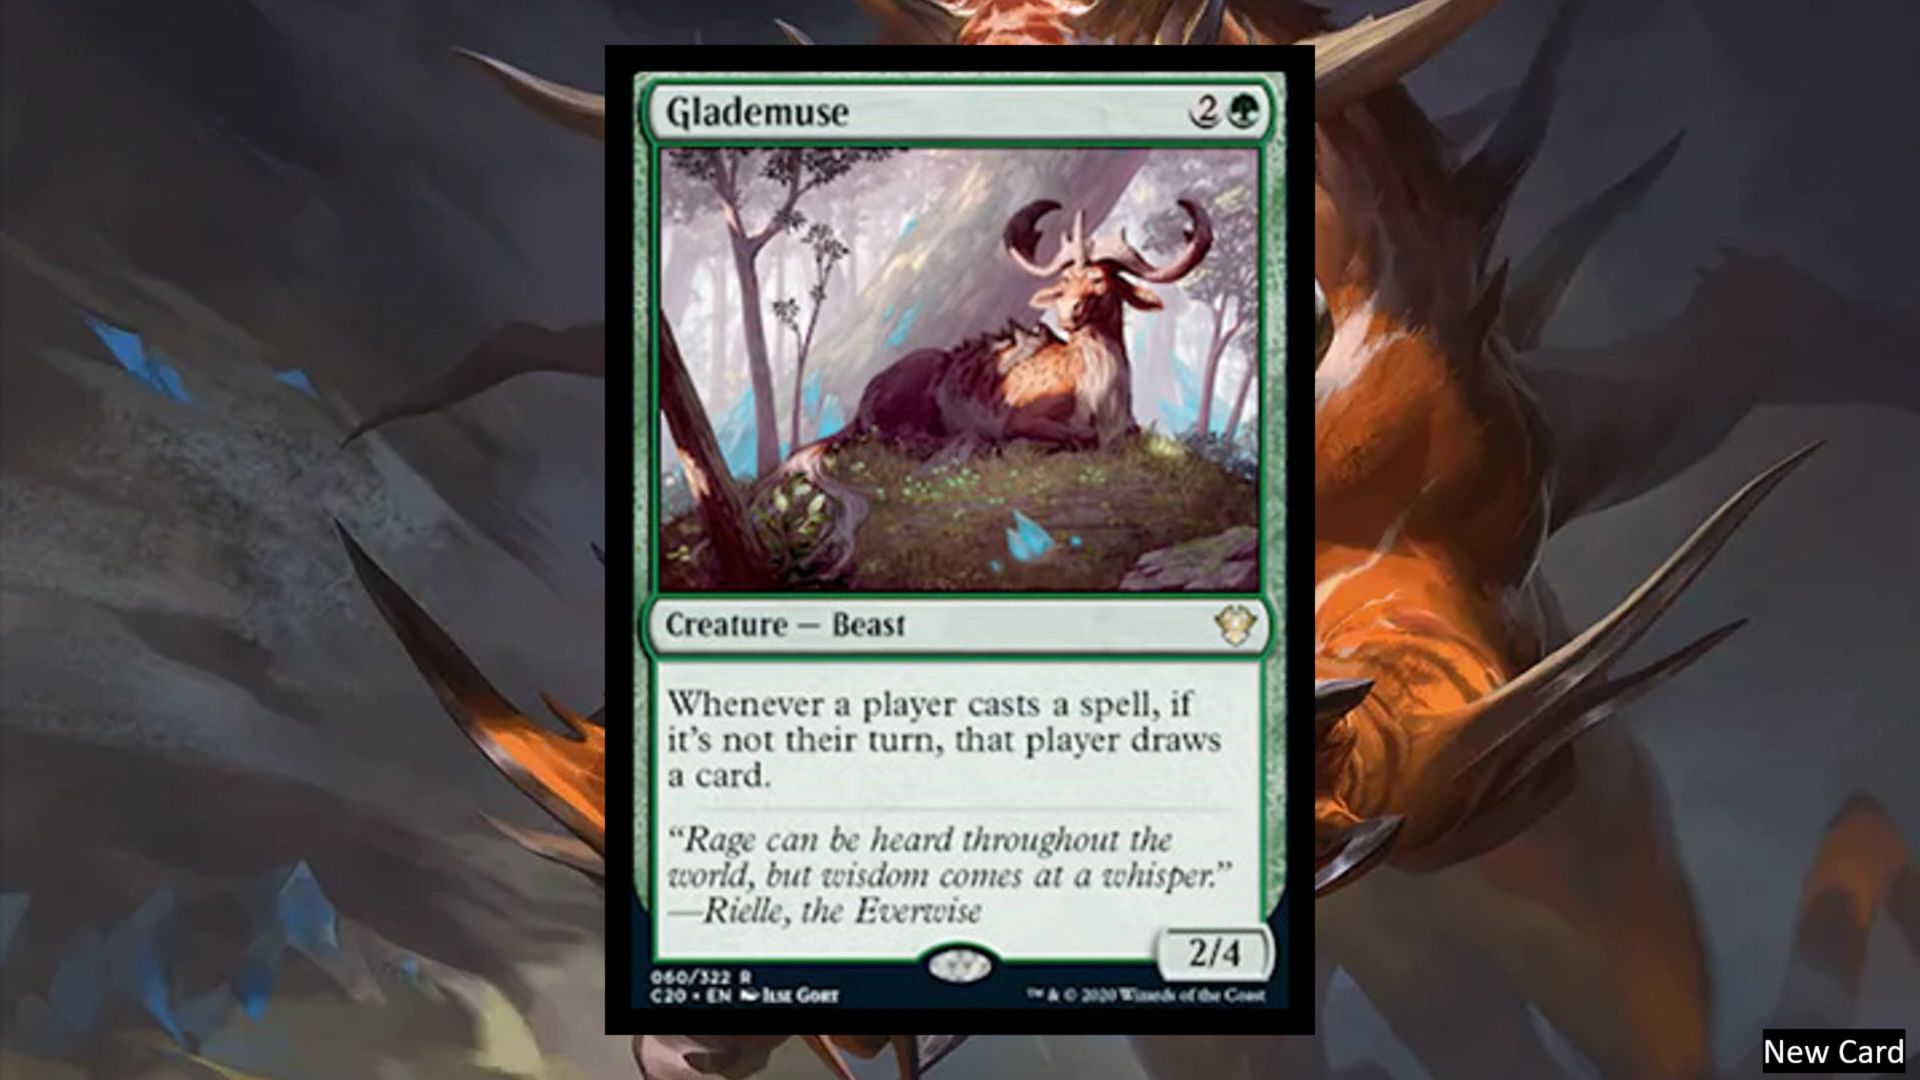 Glademuse 2
Creature — Beast
Whenever a player casts a spell, if
it's not their turn, that player draws
a card.
“Rage can be heard throughout the
world, but wisdom comes at a whisper.”
—Rielle, the Everwise
2/4
060/322 R
C20 • EN Ilse Gort
™ & © 2020 Wizards of the Coast
New Card